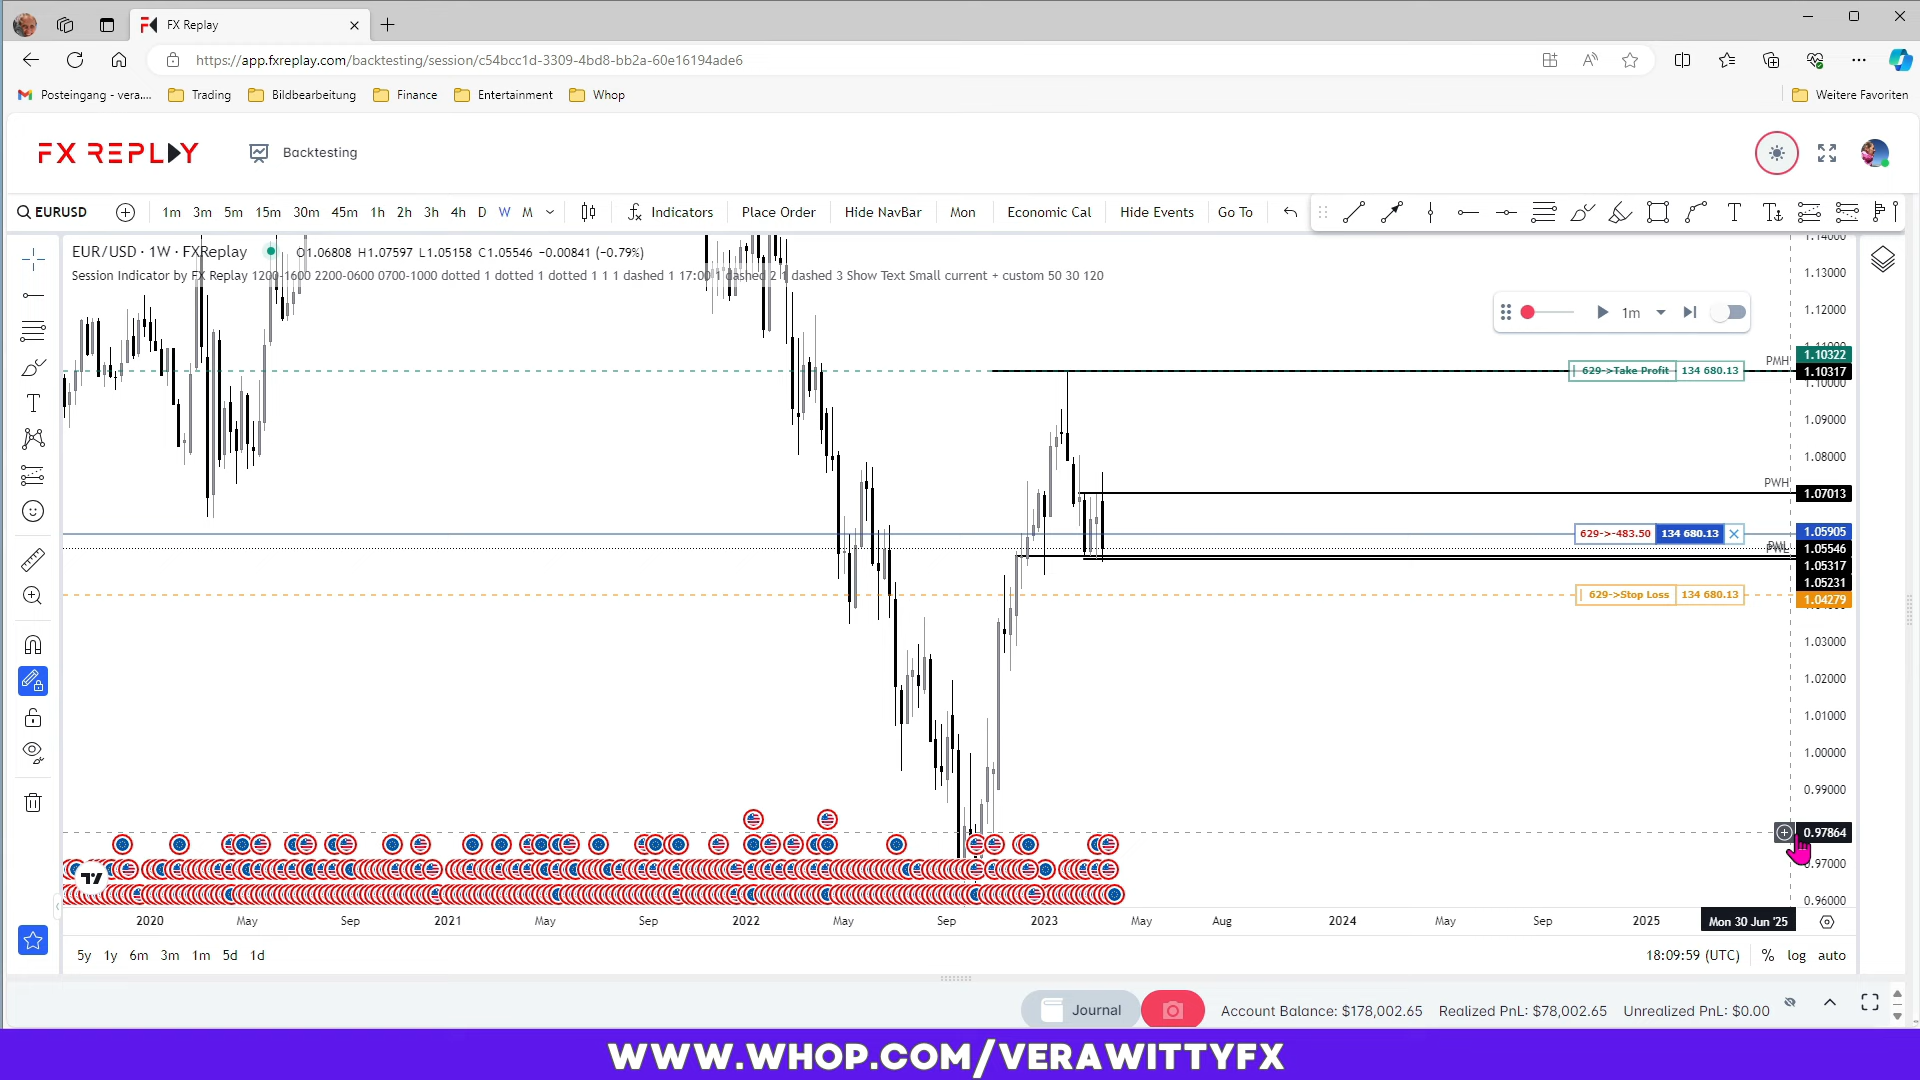 FX Replay
https://app.fxreplay.com/backtesting/session/c54bcc1d-3309-4bd8-bb2a-60e16194ade6
Posteingang - vera.... Trading Bildbearbeitung Finance Entertainment Whop Weitere Favoriten
FX REPLAY Backtesting
EURUSD 1m 3m 5m 15m 30m 45m 1h 2h 3h 4h D W M Indicators Place Order Hide NavBar Mon Economic Cal Hide Events Go To
EUR/USD · 1W · FXReplay O1.06808 H1.07597 L1.05158 C1.05546 −0.00841 (−0.79%)
Session Indicator by FX Replay 1200-1600 2200-0600 0700-1000 dotted 1 dotted 1 dotted 1 1 1 dashed 1 17:00 1 dashed 2 1 dashed 3 Show Text Small current + custom 50 30 120
1.14000
1.13000
1.12000
1m
1.11000
PMH 1.10322
629->Take Profit 134 680.13 1.10317
1.10000
1.09000
1.08000
PWH 1.07013
629->-483.50 134 680.13 1.05905
1.05546
1.05317
1.05231
629->Stop Loss 134 680.13 1.04279
1.03000
1.02000
1.01000
1.00000
0.99000
0.97864
0.97000
0.96000
2020 May Sep 2021 May Sep 2022 May Sep 2023 May Aug 2024 May Sep 2025 Mon 30 Jun '25
5y 1y 6m 3m 1m 5d 1d 18:09:59 (UTC) % log auto
Journal Account Balance: $178,002.65 Realized PnL: $78,002.65 Unrealized PnL: $0.00
WWW.WHOP.COM/VERAWITTYFX